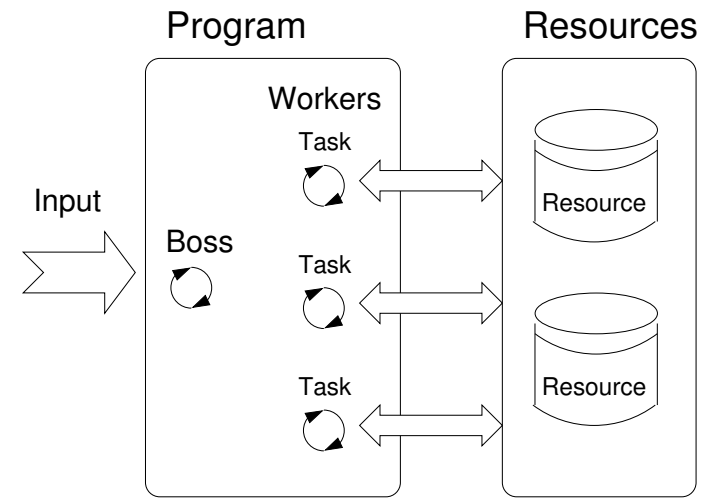 Program
Resources
Workers
Task
Resource
Input
Boss
Task
Task
Resource